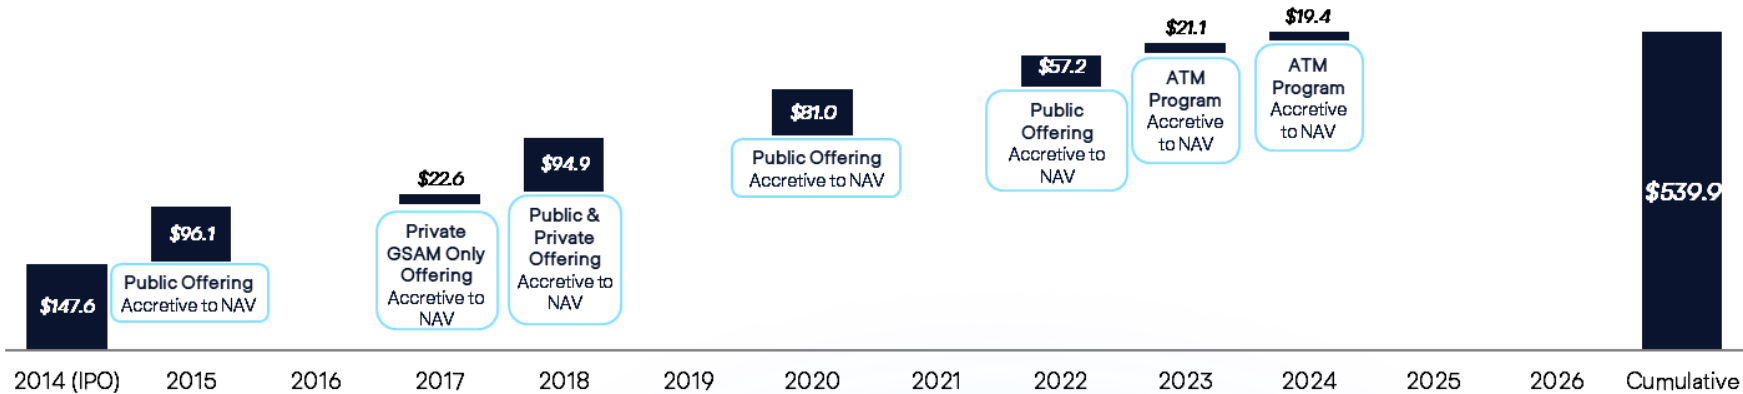 $147.6
$96.1
Public Offering
Accretive to NAV
$22.6
Private
GSAM Only
Offering
Accretive to
NAV
$94.9
Public &
Private
Offering
Accretive to
NAV
$81.0
Public Offering
Accretive to NAV
$57.2
Public
Offering
Accretive to
NAV
$21.1
ATM
Program
Accretive
to NAV
$19.4
ATM
Program
Accretive
to NAV
$539.9
2014 (IPO) 2015 2016 2017 2018 2019 2020 2021 2022 2023 2024 2025 2026 Cumulative